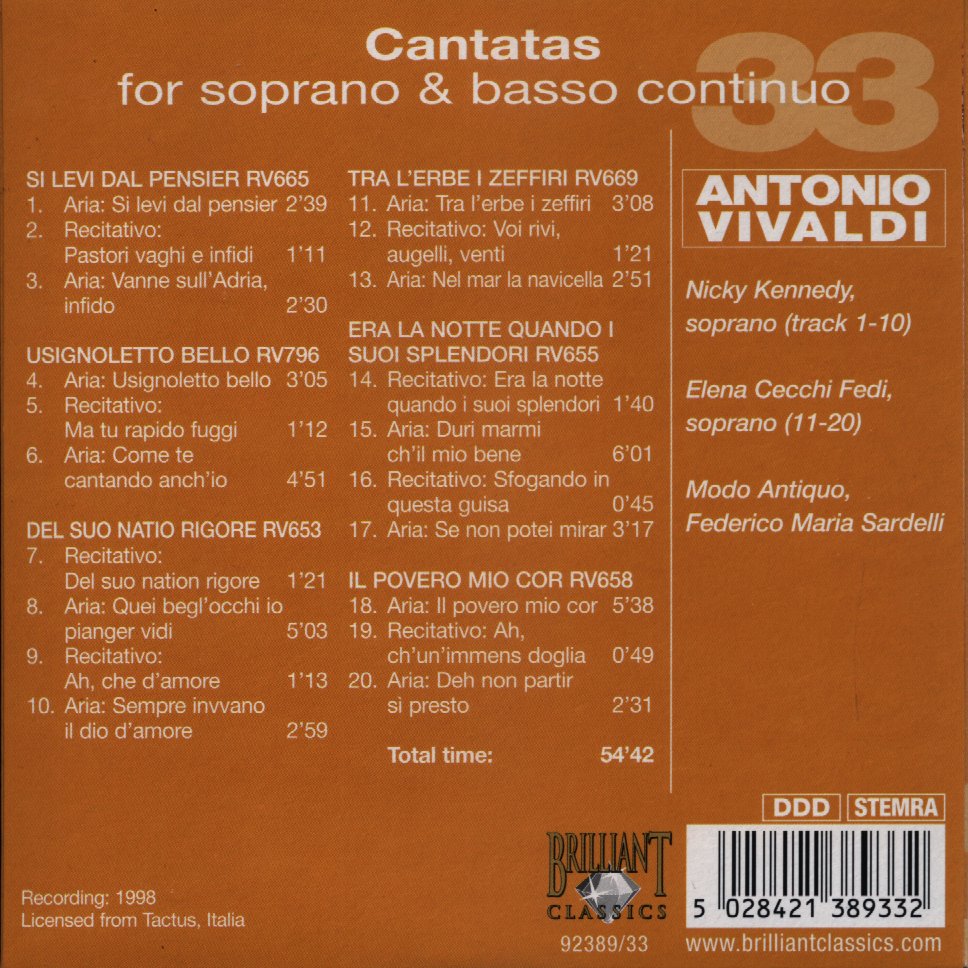 Cantatas
for soprano & basso continuo
33
SI LEVI DAL PENSIER RV665
1. Aria: Si levi dal pensier 2'39
2. Recitativo:
Pastori vaghi e infidi 1'11
3. Aria: Vanne sull'Adria,
infido 2'30
USIGNOLETTO BELLO RV796
4. Aria: Usignoletto bello 3'05
5. Recitativo:
Ma tu rapido fuggi 1'12
6. Aria: Come te
cantando anch'io 4'51
DEL SUO NATIO RIGORE RV653
7. Recitativo:
Del suo nation rigore 1'21
8. Aria: Quei begl'occhi io
pianger vidi 5'03
9. Recitativo:
Ah, che d'amore 1'13
10. Aria: Sempre invvano
il dio d'amore 2'59
TRA L'ERBE I ZEFFIRI RV669
11. Aria: Tra l'erbe i zeffiri 3'08
12. Recitativo: Voi rivi,
augelli, venti 1'21
13. Aria: Nel mar la navicella 2'51
ERA LA NOTTE QUANDO I
SUOI SPLENDORI RV655
14. Recitativo: Era la notte
quando i suoi splendori 1'40
15. Aria: Duri marmi
ch'il mio bene 6'01
16. Recitativo: Sfogando in
questa guisa 0'45
17. Aria: Se non potei mirar 3'17
IL POVERO MIO COR RV658
18. Aria: Il povero mio cor 5'38
19. Recitativo: Ah,
ch'un'immens doglia 0'49
20. Aria: Deh non partir
sì presto 2'31
Total time: 54'42
ANTONIO
VIVALDI
Nicky Kennedy,
soprano (track 1-10)
Elena Cecchi Fedi,
soprano (11-20)
Modo Antiquo,
Federico Maria Sardelli
DDD STEMRA
Recording: 1998
Licensed from Tactus, Italia
BRILLIANT
CLASSICS
92389/33
5 028421 389332
www.brilliantclassics.com